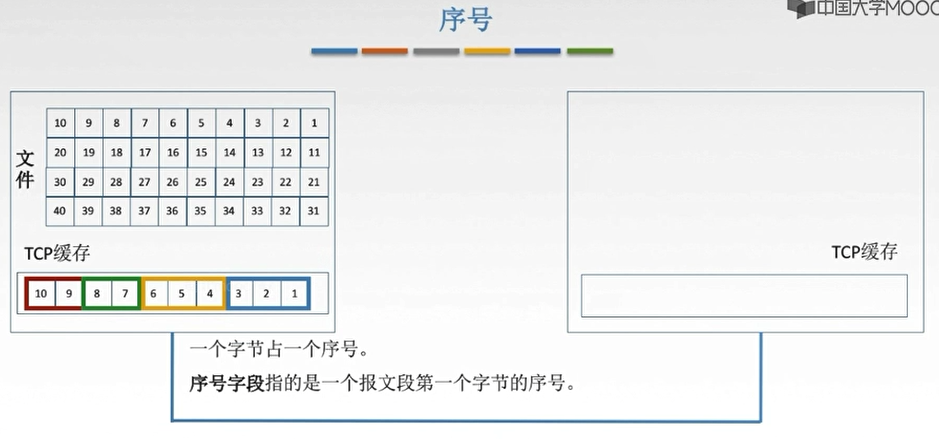 中国大学MOOC
序号
文件
10 9 8 7 6 5 4 3 2 1
20 19 18 17 16 15 14 13 12 11
30 29 28 27 26 25 24 23 22 21
40 39 38 37 36 35 34 33 32 31
TCP缓存
10 9 8 7 6 5 4 3 2 1
TCP缓存
一个字节占一个序号。
序号字段指的是一个报文段第一个字节的序号。